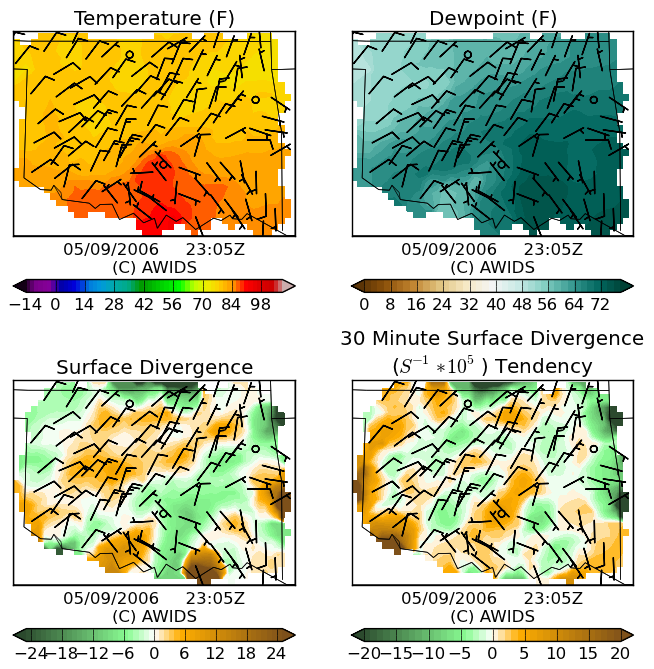 Temperature (F)
Dewpoint (F)
05/09/2006 23:05Z
(C) AWIDS
−14 0 14 28 42 56 70 84 98
05/09/2006 23:05Z
(C) AWIDS
0 8 16 24 32 40 48 56 64 72
Surface Divergence
30 Minute Surface Divergence
(S⁻¹ *10⁵ ) Tendency
05/09/2006 23:05Z
(C) AWIDS
−24 −18 −12 −6 0 6 12 18 24
05/09/2006 23:05Z
(C) AWIDS
−20 −15 −10 −5 0 5 10 15 20